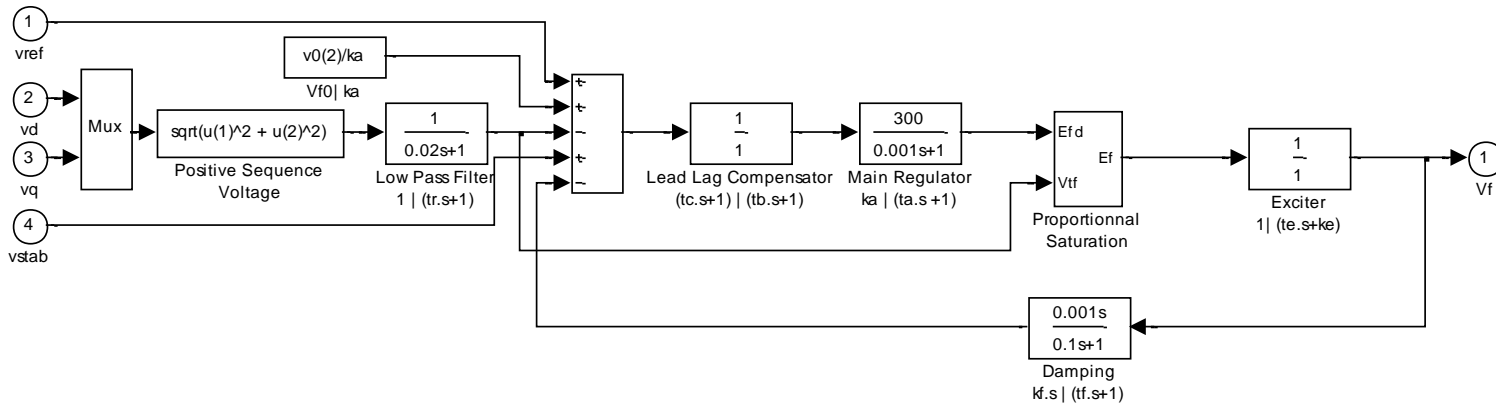 1
vref
v0(2)/ka
Vf0| ka
2
vd
3
vq
Mux
sqrt(u(1)^2 + u(2)^2)
Positive Sequence
Voltage
1
0.02s+1
Low Pass Filter
1 | (tr.s+1)
4
vstab
+
+
−
+
−
1
1
Lead Lag Compensator
(tc.s+1) | (tb.s+1)
300
0.001s+1
Main Regulator
ka | (ta.s +1)
Efd
Vtf
Ef
Proportionnal
Saturation
1
1
Exciter
1| (te.s+ke)
1
Vf
0.001s
0.1s+1
Damping
kf.s | (tf.s+1)